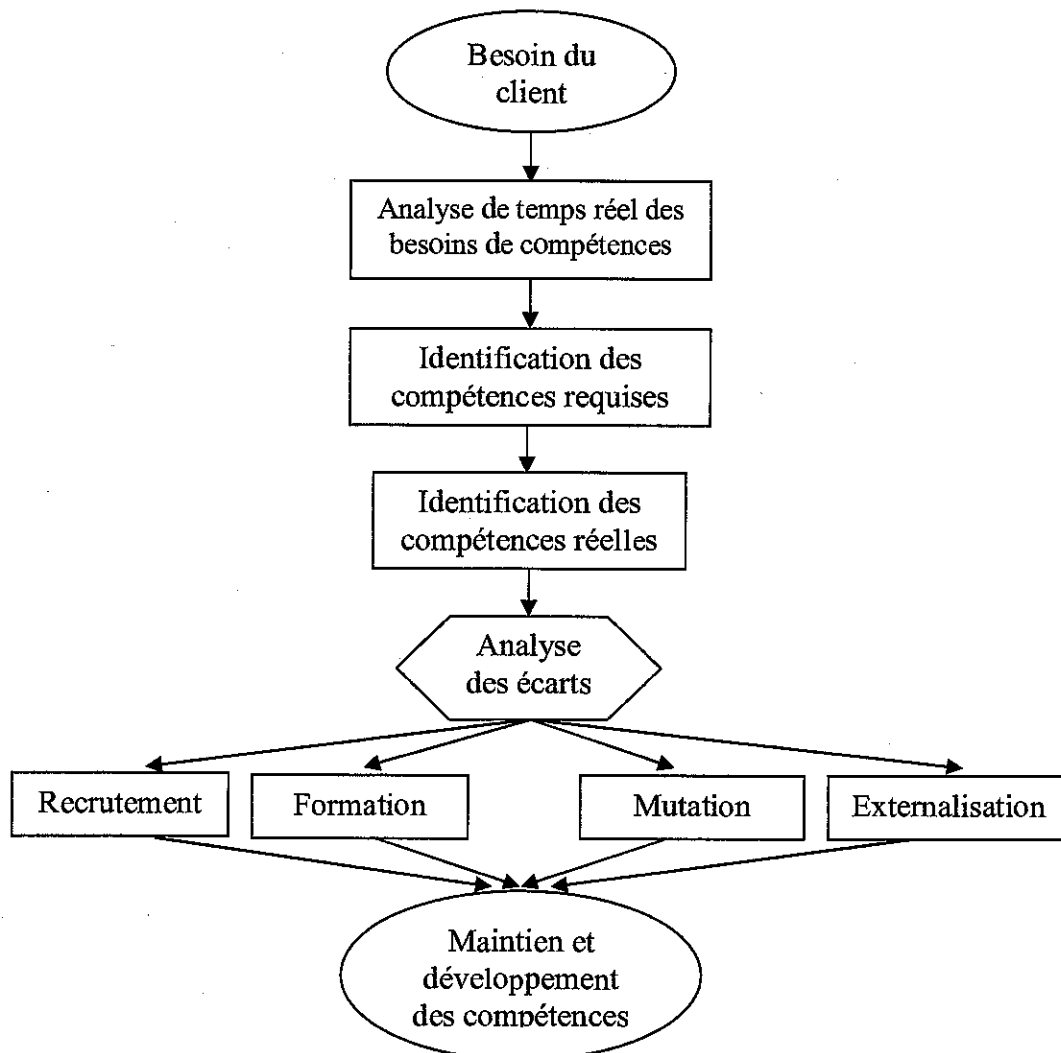 Besoin du
client
Analyse de temps réel des
besoins de compétences
Identification des
compétences requises
Identification des
compétences réelles
Analyse
des écarts
Recrutement
Formation
Mutation
Externalisation
Maintien et
développement
des compétences